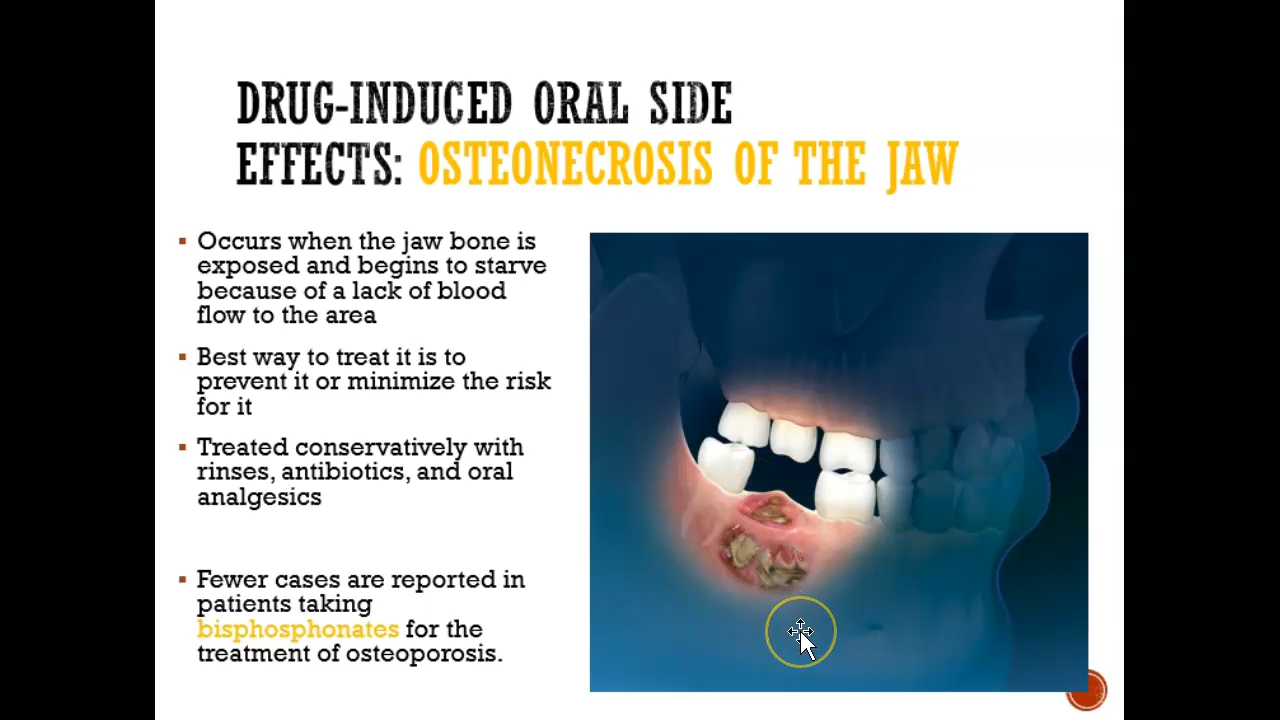 DRUG-INDUCED ORAL SIDE
EFFECTS: OSTEONECROSIS OF THE JAW
▪ Occurs when the jaw bone is
exposed and begins to starve
because of a lack of blood
flow to the area
▪ Best way to treat it is to
prevent it or minimize the risk
for it
▪ Treated conservatively with
rinses, antibiotics, and oral
analgesics
▪ Fewer cases are reported in
patients taking
bisphosphonates for the
treatment of osteoporosis.